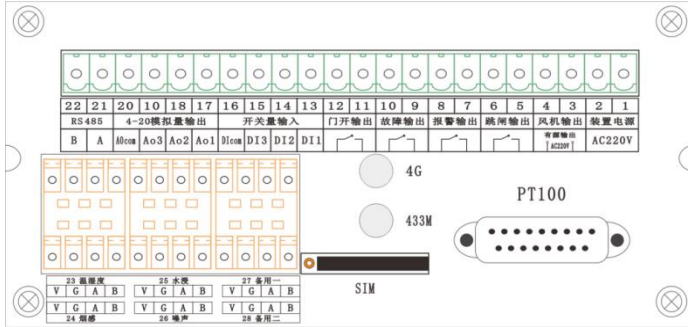 22 21 20 10 18 17 16 15 14 13 12 11 10 9 8 7 6 5 4 3 2 1
RS485 4-20模拟量输出 开关量输入 门开输出 故障输出 报警输出 跳闸输出 风机输出 装置电源
B A A0com Ao3 Ao2 Ao1 DIcom DI3 DI2 DI1 有源输出 AC220V
AC220V
4G
433M
PT100
SIM
23 温湿度 25 水浸 27 备用一
V G A B V G A B V G A B
V G A B V G A B V G A B
24 烟感 26 噪声 28 备用二